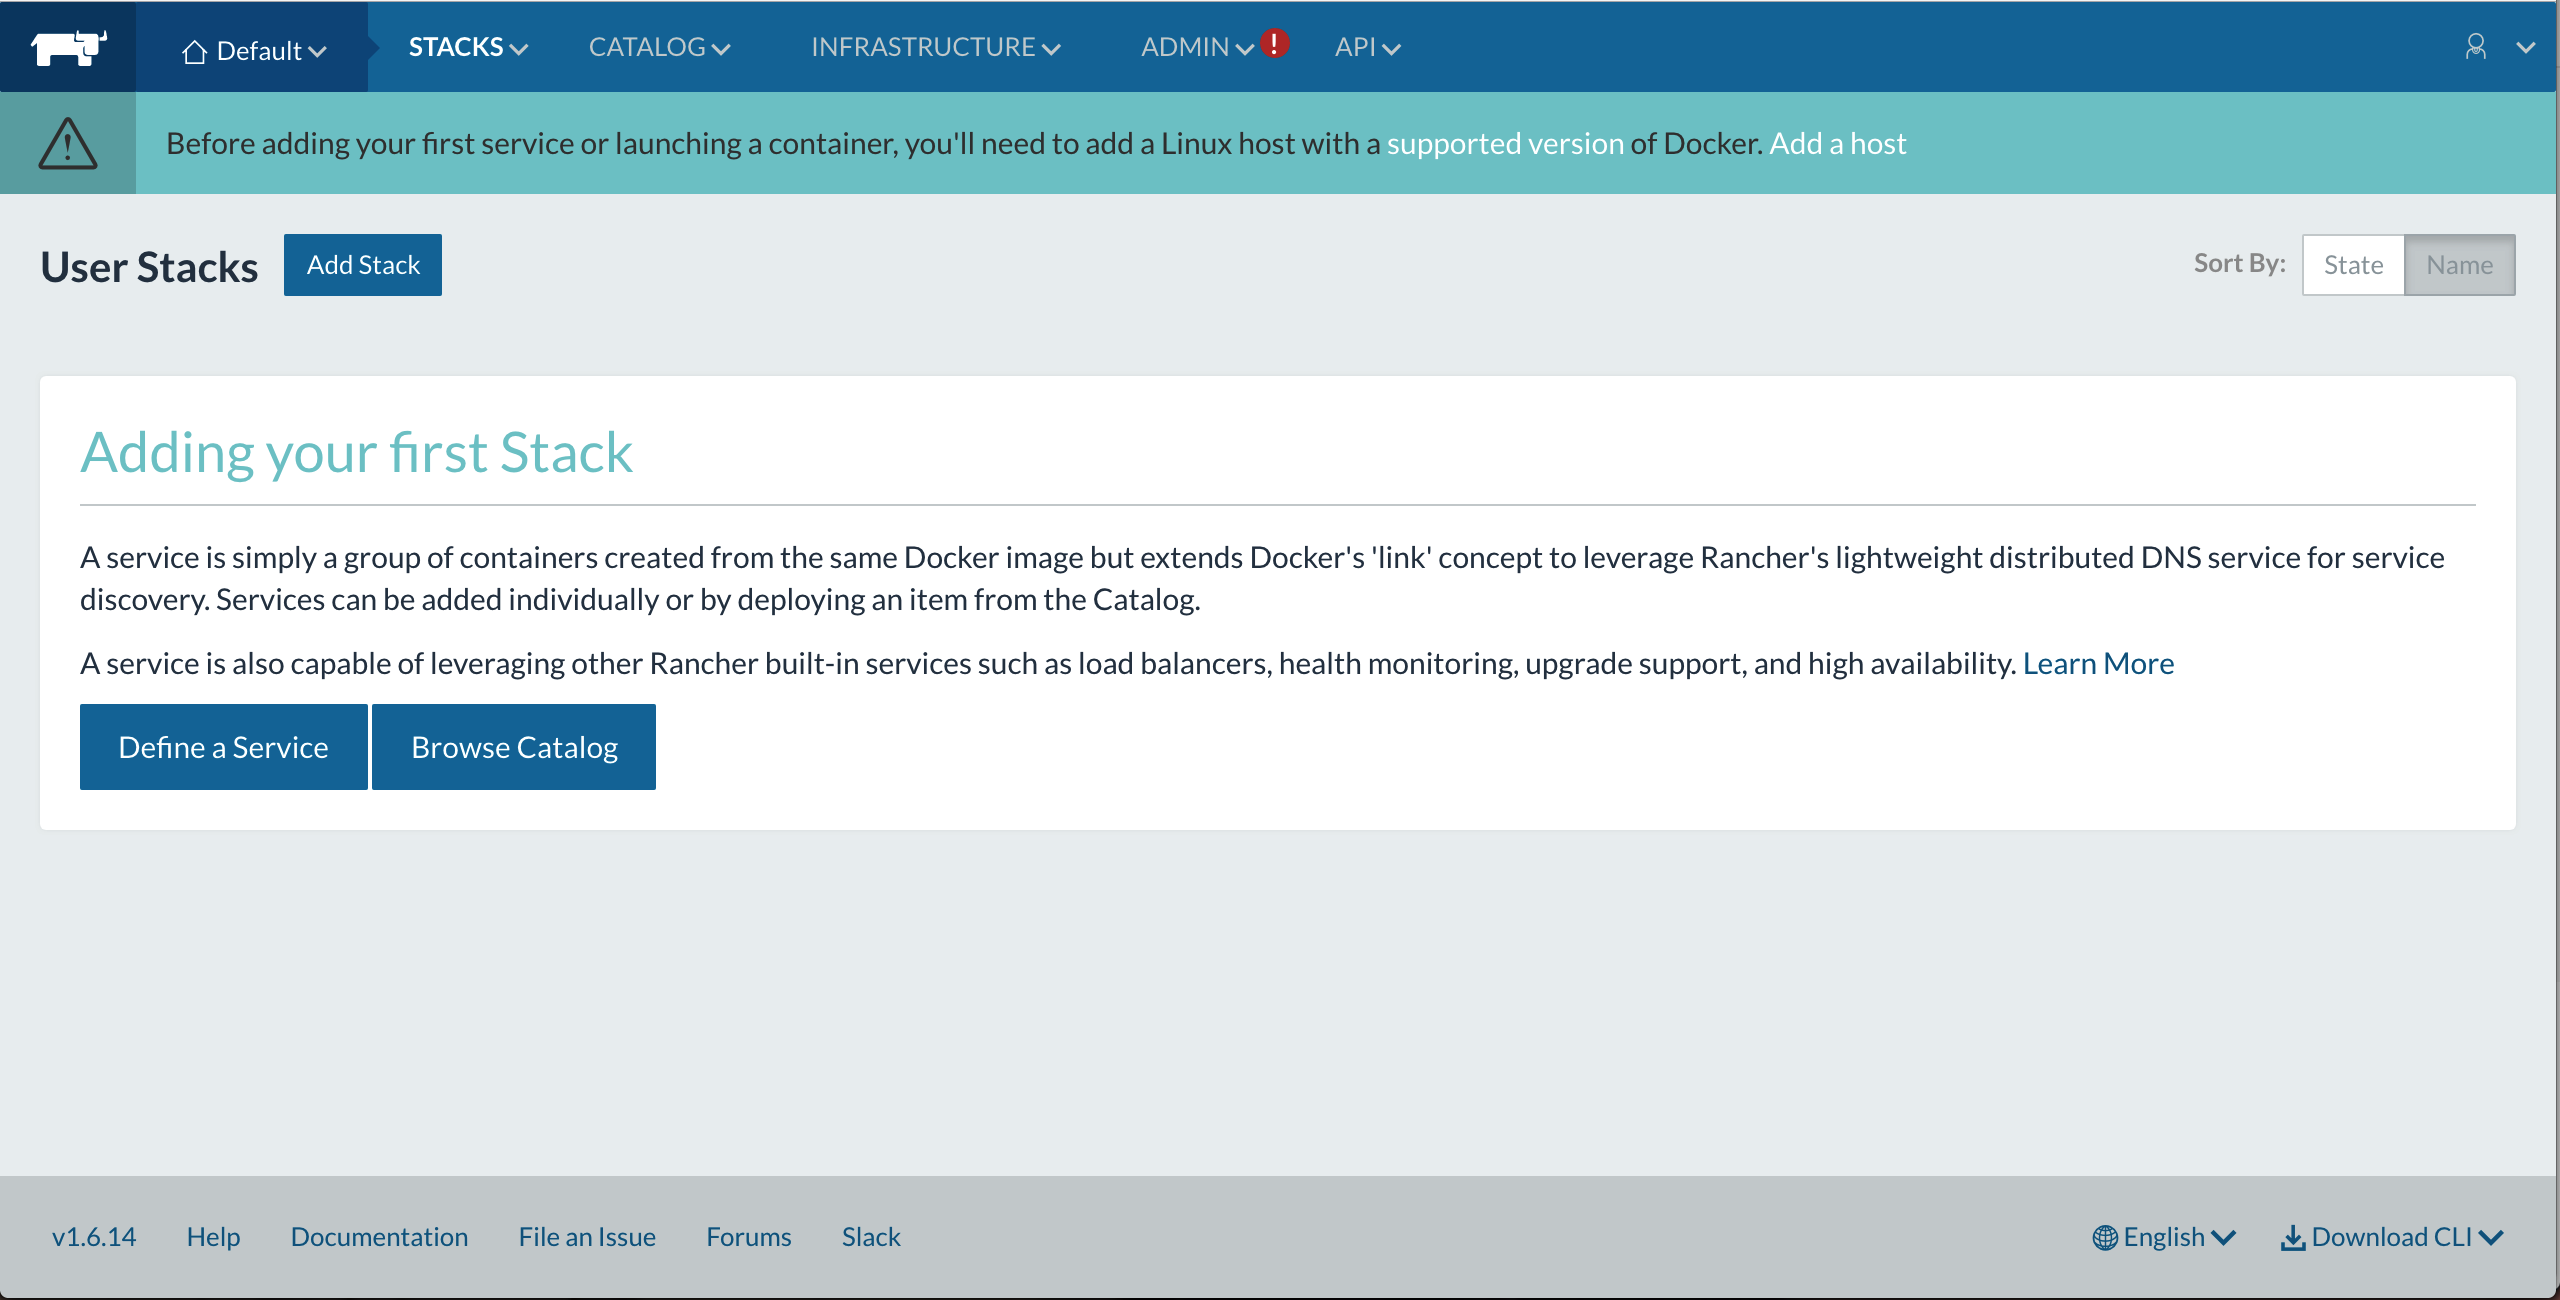 Default STACKS CATALOG INFRASTRUCTURE ADMIN ! API
Before adding your first service or launching a container, you'll need to add a Linux host with a supported version of Docker. Add a host
User Stacks Add Stack Sort By: State Name
Adding your first Stack
A service is simply a group of containers created from the same Docker image but extends Docker's 'link' concept to leverage Rancher's lightweight distributed DNS service for service
discovery. Services can be added individually or by deploying an item from the Catalog.
A service is also capable of leveraging other Rancher built-in services such as load balancers, health monitoring, upgrade support, and high availability. Learn More
Define a Service Browse Catalog
v1.6.14 Help Documentation File an Issue Forums Slack English Download CLI